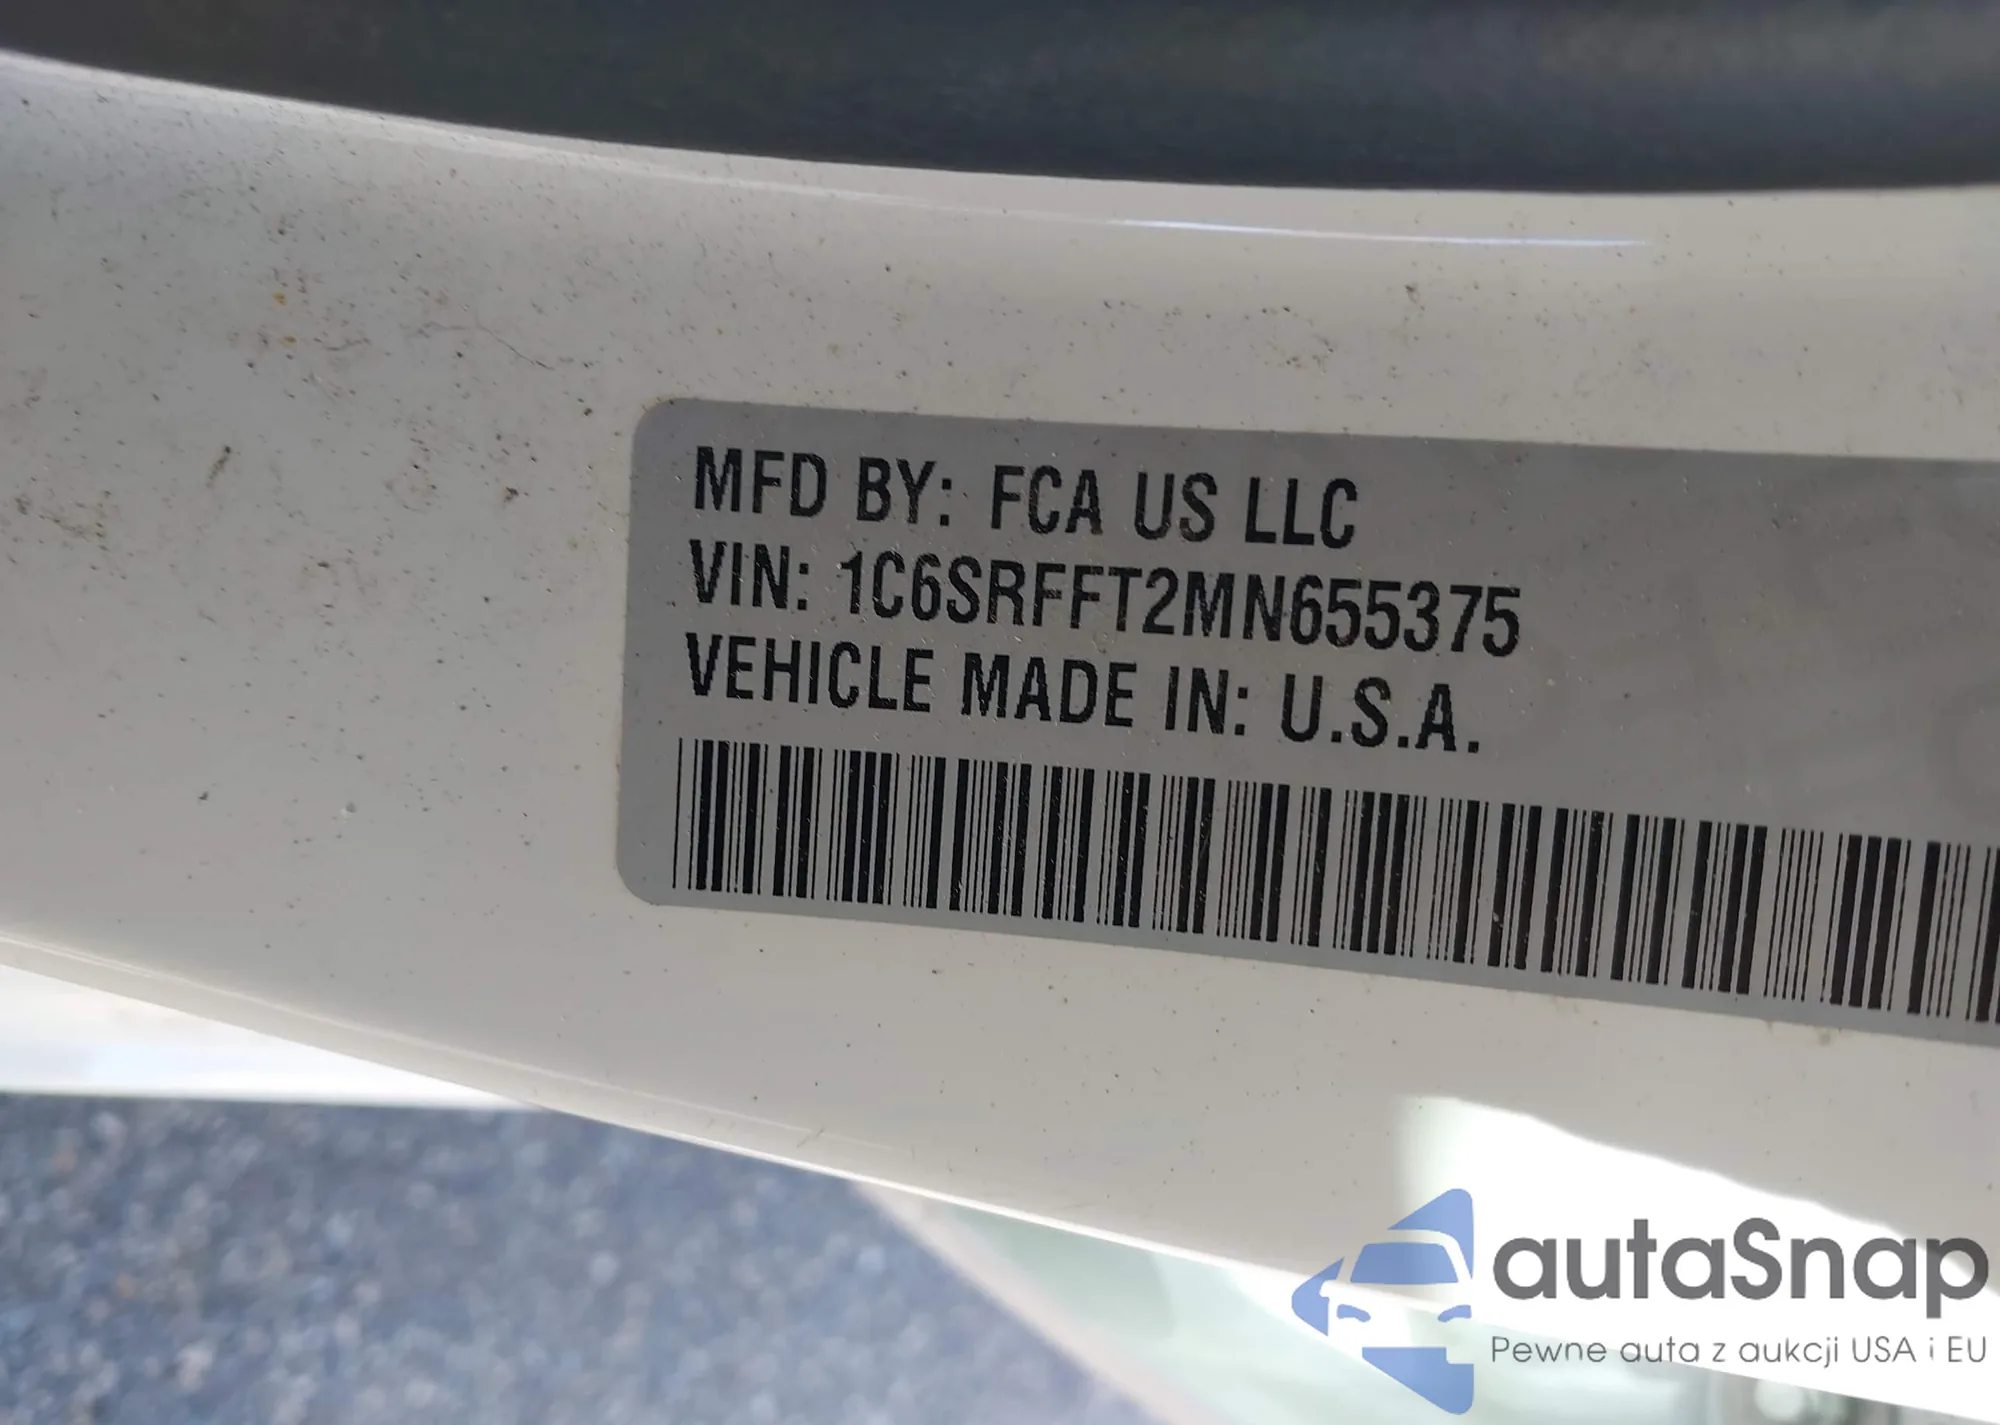 MFD BY: FCA US LLC
VIN: 1C6SRFFT2MN655375
VEHICLE MADE IN: U.S.A.
autaSnap
Pewne auta z aukcji USA i EU